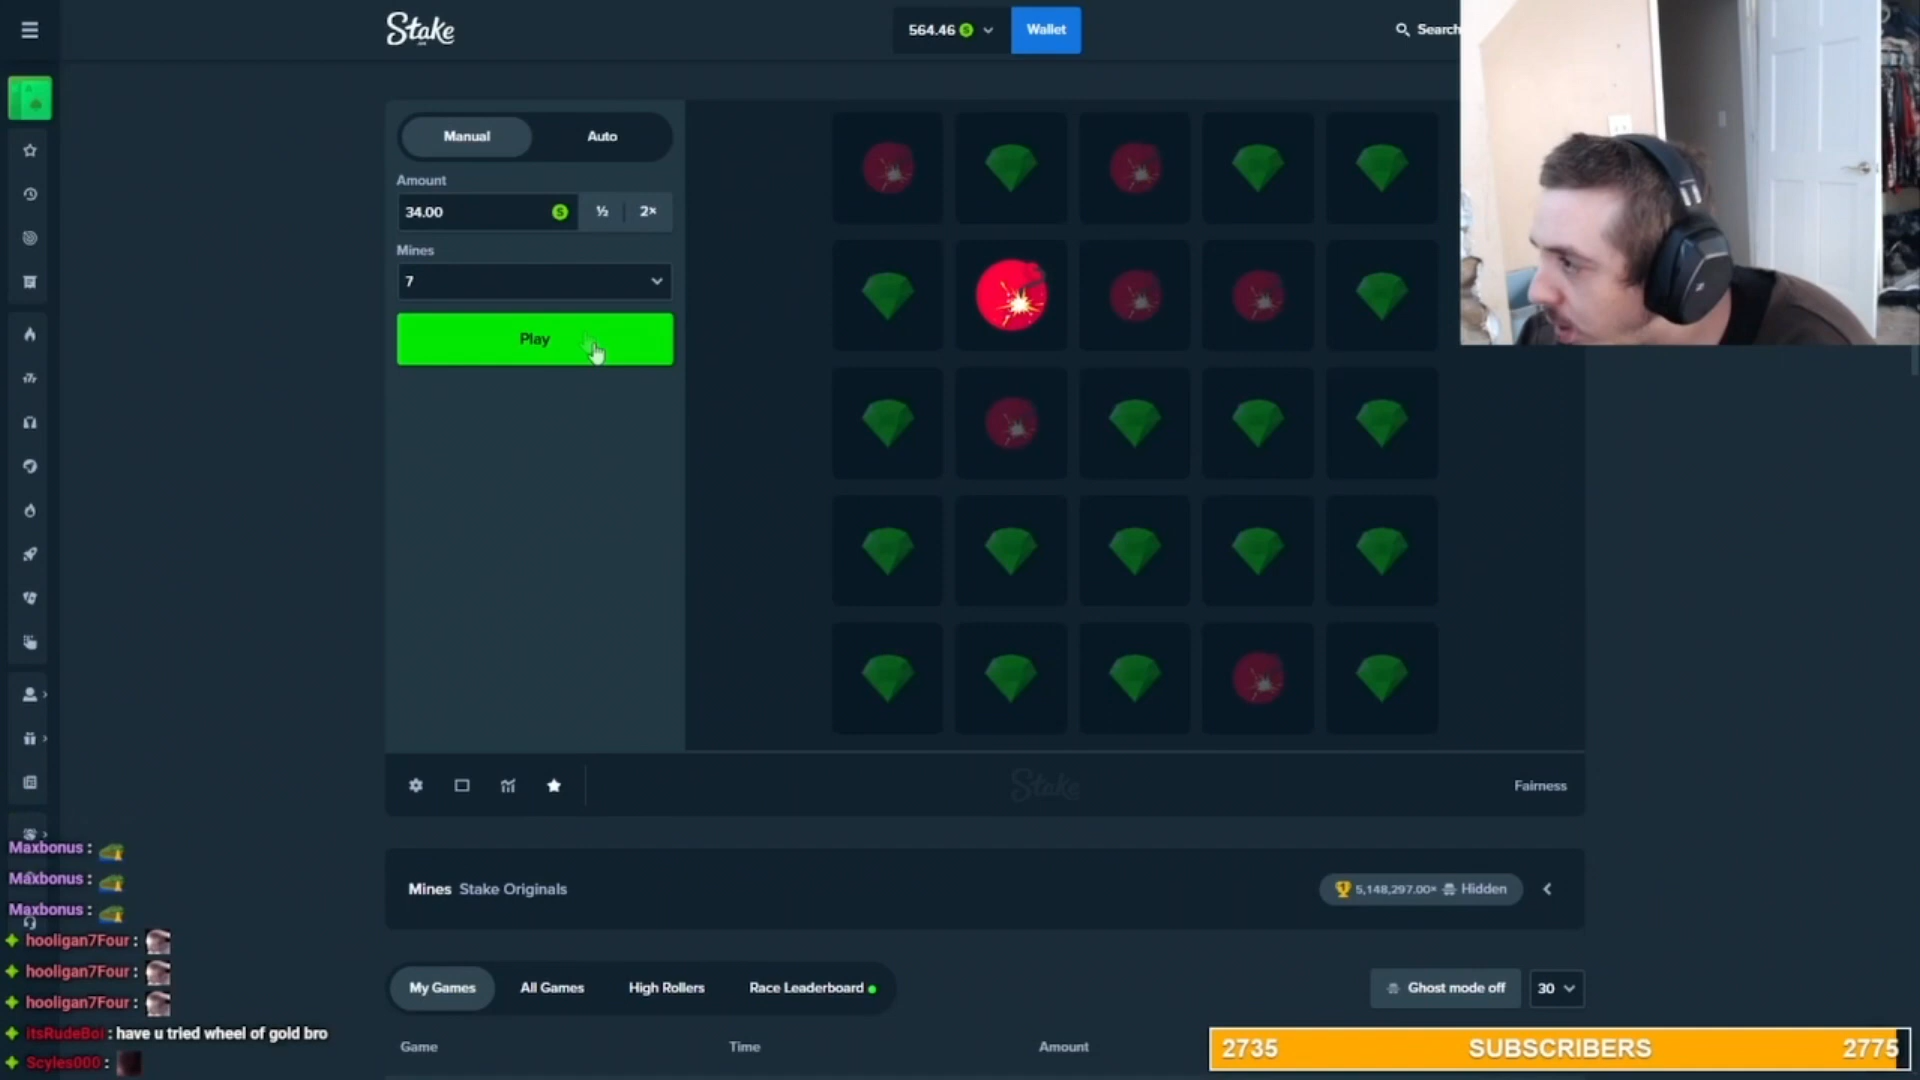 Stake
564.46
Wallet
Search
Manual
Auto
Amount
34.00
½
2×
Mines
7
Play
Stake
Fairness
Mines Stake Originals
5,148,297.00× Hidden
Maxbonus :
Maxbonus :
Maxbonus :
hooligan7Four :
hooligan7Four :
hooligan7Four :
ItsRudeBoi : have u tried wheel of gold bro
Scyles000 :
My Games
All Games
High Rollers
Race Leaderboard
Ghost mode off
30
Game
Time
Amount
2735
SUBSCRIBERS
2775